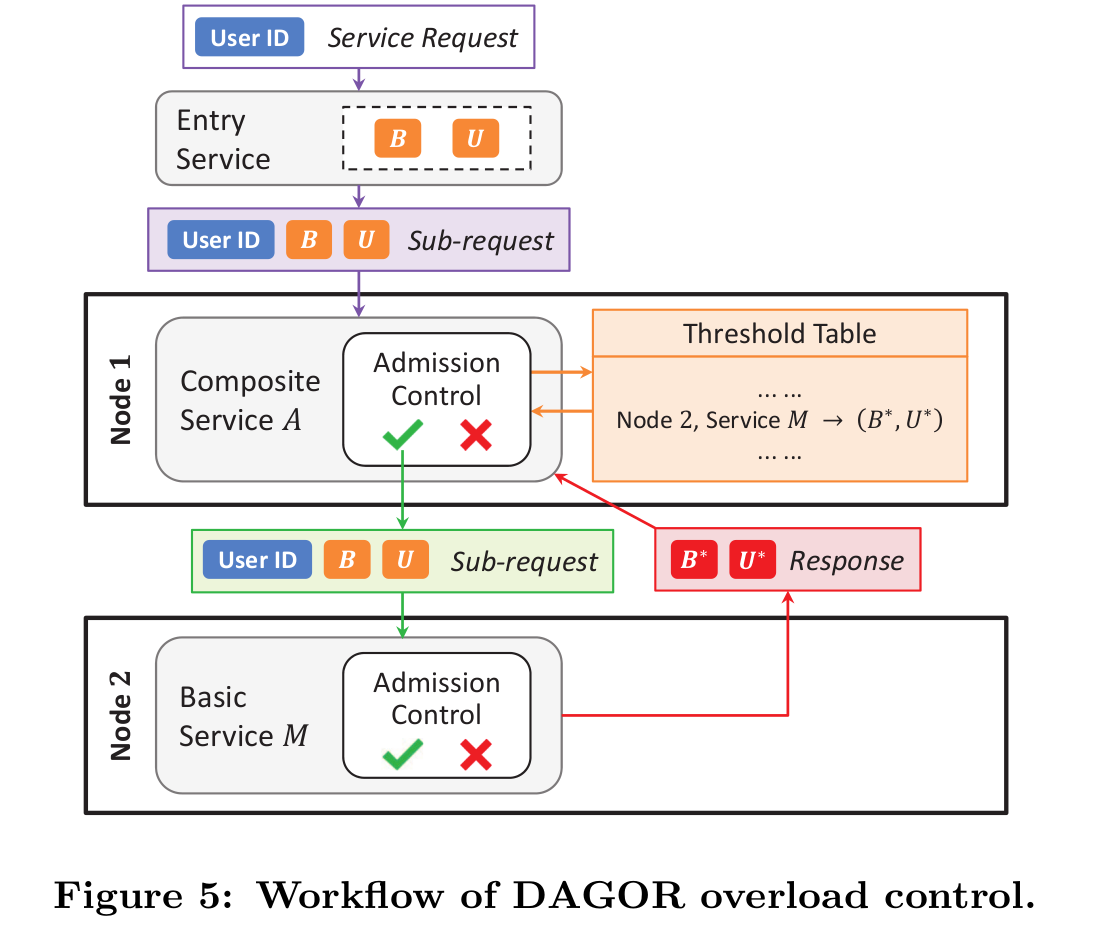 User ID Service Request
Entry
Service
B U
User ID B U Sub-request
Node 1
Composite
Service A
Admission
Control
Threshold Table
... ...
Node 2, Service M → (B*, U*)
... ...
User ID B U Sub-request
B* U* Response
Node 2
Basic
Service M
Admission
Control
Figure 5: Workflow of DAGOR overload control.